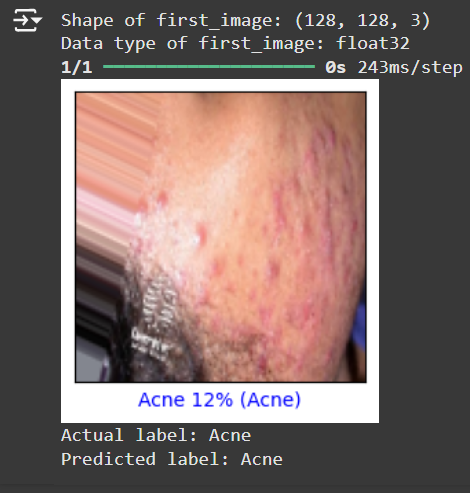 Shape of first_image: (128, 128, 3)
Data type of first_image: float32
1/1 ━━━━━━━━━━━━━━━━━━━━ 0s 243ms/step
Acne 12% (Acne)
Actual label: Acne
Predicted label: Acne